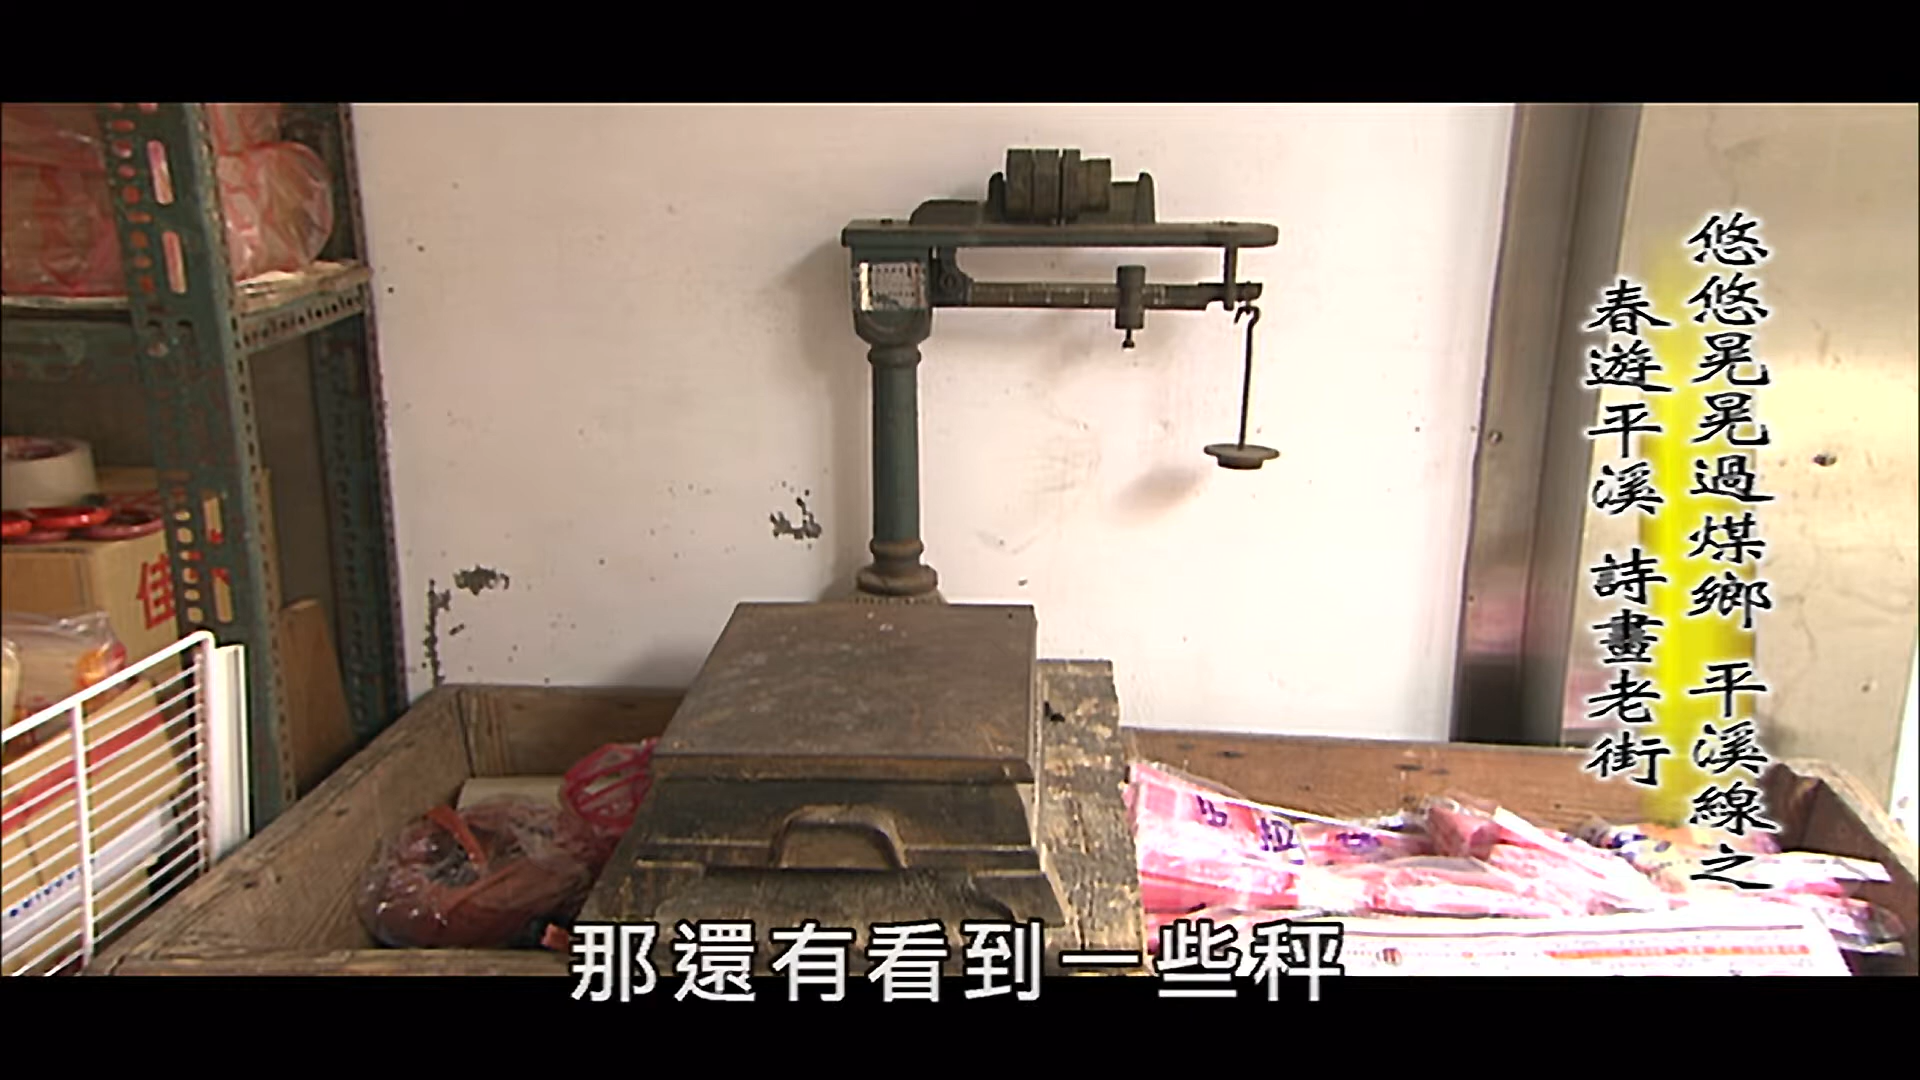 悠悠晃晃過煤鄉 平溪線之
春遊平溪 詩畫老街
佳
那還有看到一些秤